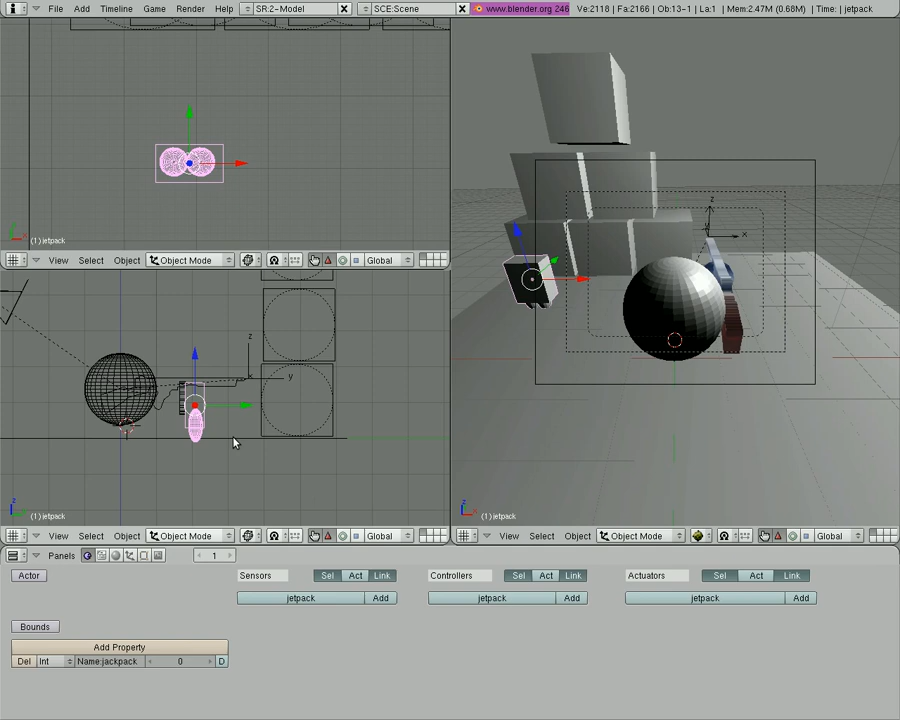 File Add Timeline Game Render Help SR:2-Model SCE:Scene www.blender.org 246 Ve:2118 | Fa:2166 | Ob:13-1 | La:1 | Mem:2.47M (0.68M) | Time: | jetpack
(1) jetpack
View Select Object Object Mode Global
z
y
x
z
x
z
(1) jetpack
z
(1) jetpack
View Select Object Object Mode Global
View Select Object Object Mode Global
Panels 1
Actor Sensors Sel Act Link Controllers Sel Act Link Actuators Sel Act Link
jetpack Add jetpack Add jetpack Add
Bounds
Add Property
Del Int Name:jackpack 0 D